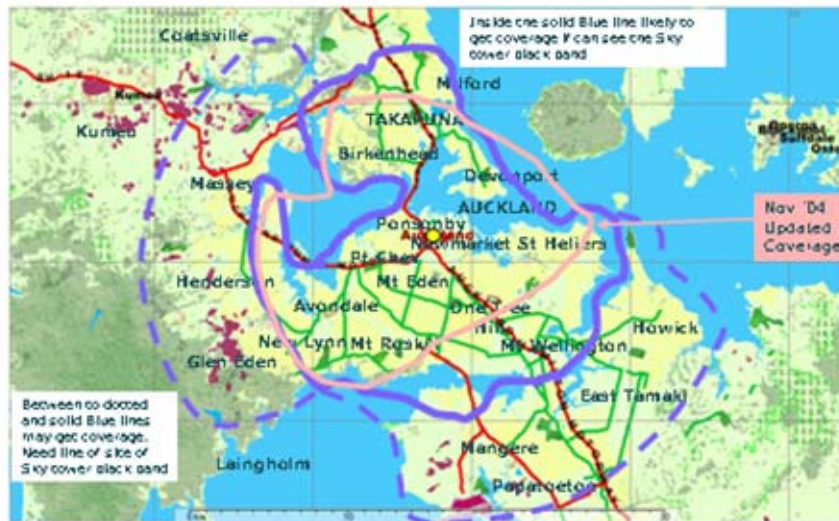 Coatsville
Inside the solid Blue line likely to
get coverage if can see the Sky
tower black band
Milford
Kumeu
Kumeu
TAKAPUNA
Birkenhead
Massey
Devonport
AUCKLAND
Nov '04
Updated
Coverage
Ponsonby
Newmarket St Heliers
Pt Chev
Henderson
Mt Eden
Avondale
One Tree
Hill
Howick
New Lynn
Mt Roskill
Mt Wellington
Glen Eden
East Tamaki
Between to dotted
and solid Blue lines
may get coverage.
Need line of site of
Sky tower black band
Mangere
Laingholm
Papatoetoe